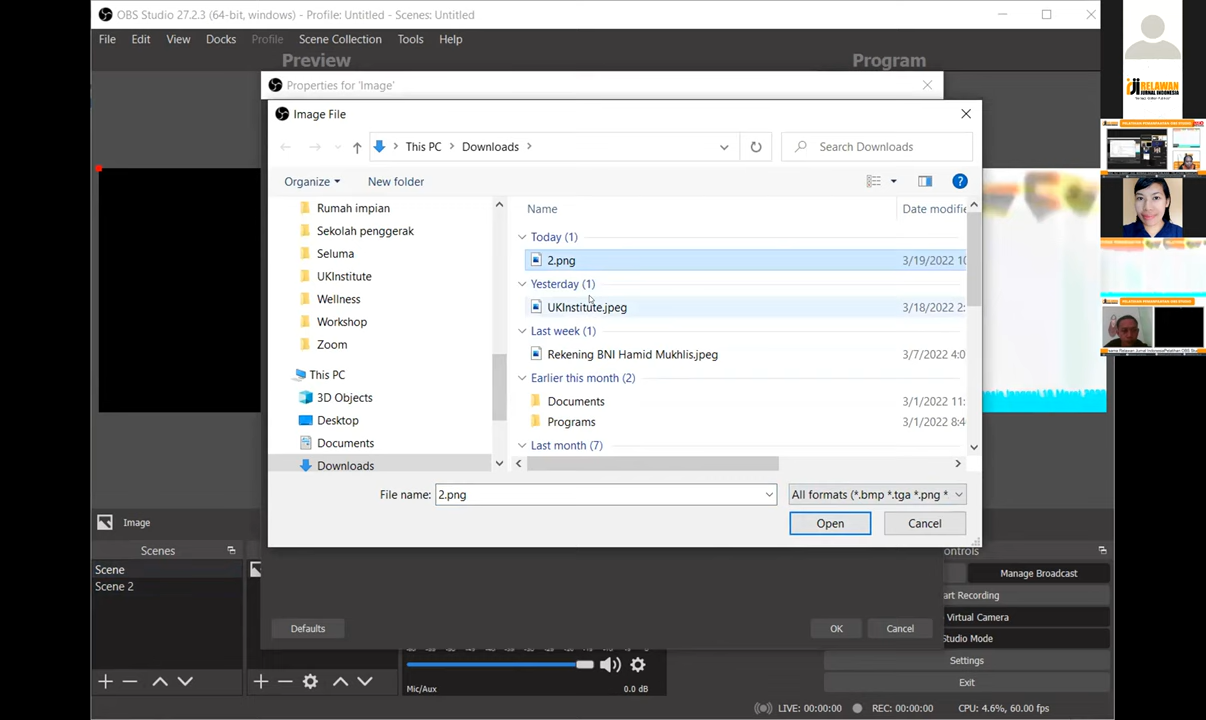 OBS Studio 27.2.3 (64-bit, windows) - Profile: Untitled - Scenes: Untitled
File Edit View Docks Profile Scene Collection Tools Help
Preview
Program
Properties for 'Image'
Image File
This PC Downloads
Search Downloads
Organize
New folder
Rumah impian
Sekolah penggerak
Seluma
UKInstitute
Wellness
Workshop
Zoom
This PC
3D Objects
Desktop
Documents
Downloads
Name
Date modifie
Today (1)
2.png 3/19/2022 10
Yesterday (1)
UKInstitute.jpeg 3/18/2022 2:
Last week (1)
Rekening BNI Hamid Mukhlis.jpeg 3/7/2022 4:0
Earlier this month (2)
Documents 3/1/2022 11:
Programs 3/1/2022 8:4
Last month (7)
File name: 2.png
All formats (*.bmp *.tga *.png *
Open
Cancel
Image
Scenes
Scene
Scene 2
Defaults
OK
Cancel
Mic/Aux
0.0 dB
ontrols
Manage Broadcast
art Recording
Virtual Camera
Studio Mode
Settings
Exit
LIVE: 00:00:00
REC: 00:00:00
CPU: 4.6%, 60.00 fps
RELAWAN
JURNAL INDONESIA